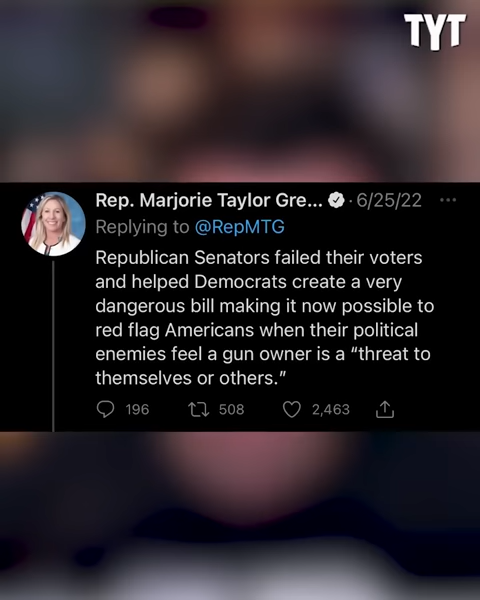 TYT
Rep. Marjorie Taylor Gre... · 6/25/22 ...
Replying to @RepMTG
Republican Senators failed their voters
and helped Democrats create a very
dangerous bill making it now possible to
red flag Americans when their political
enemies feel a gun owner is a “threat to
themselves or others.”
196 508 2,463